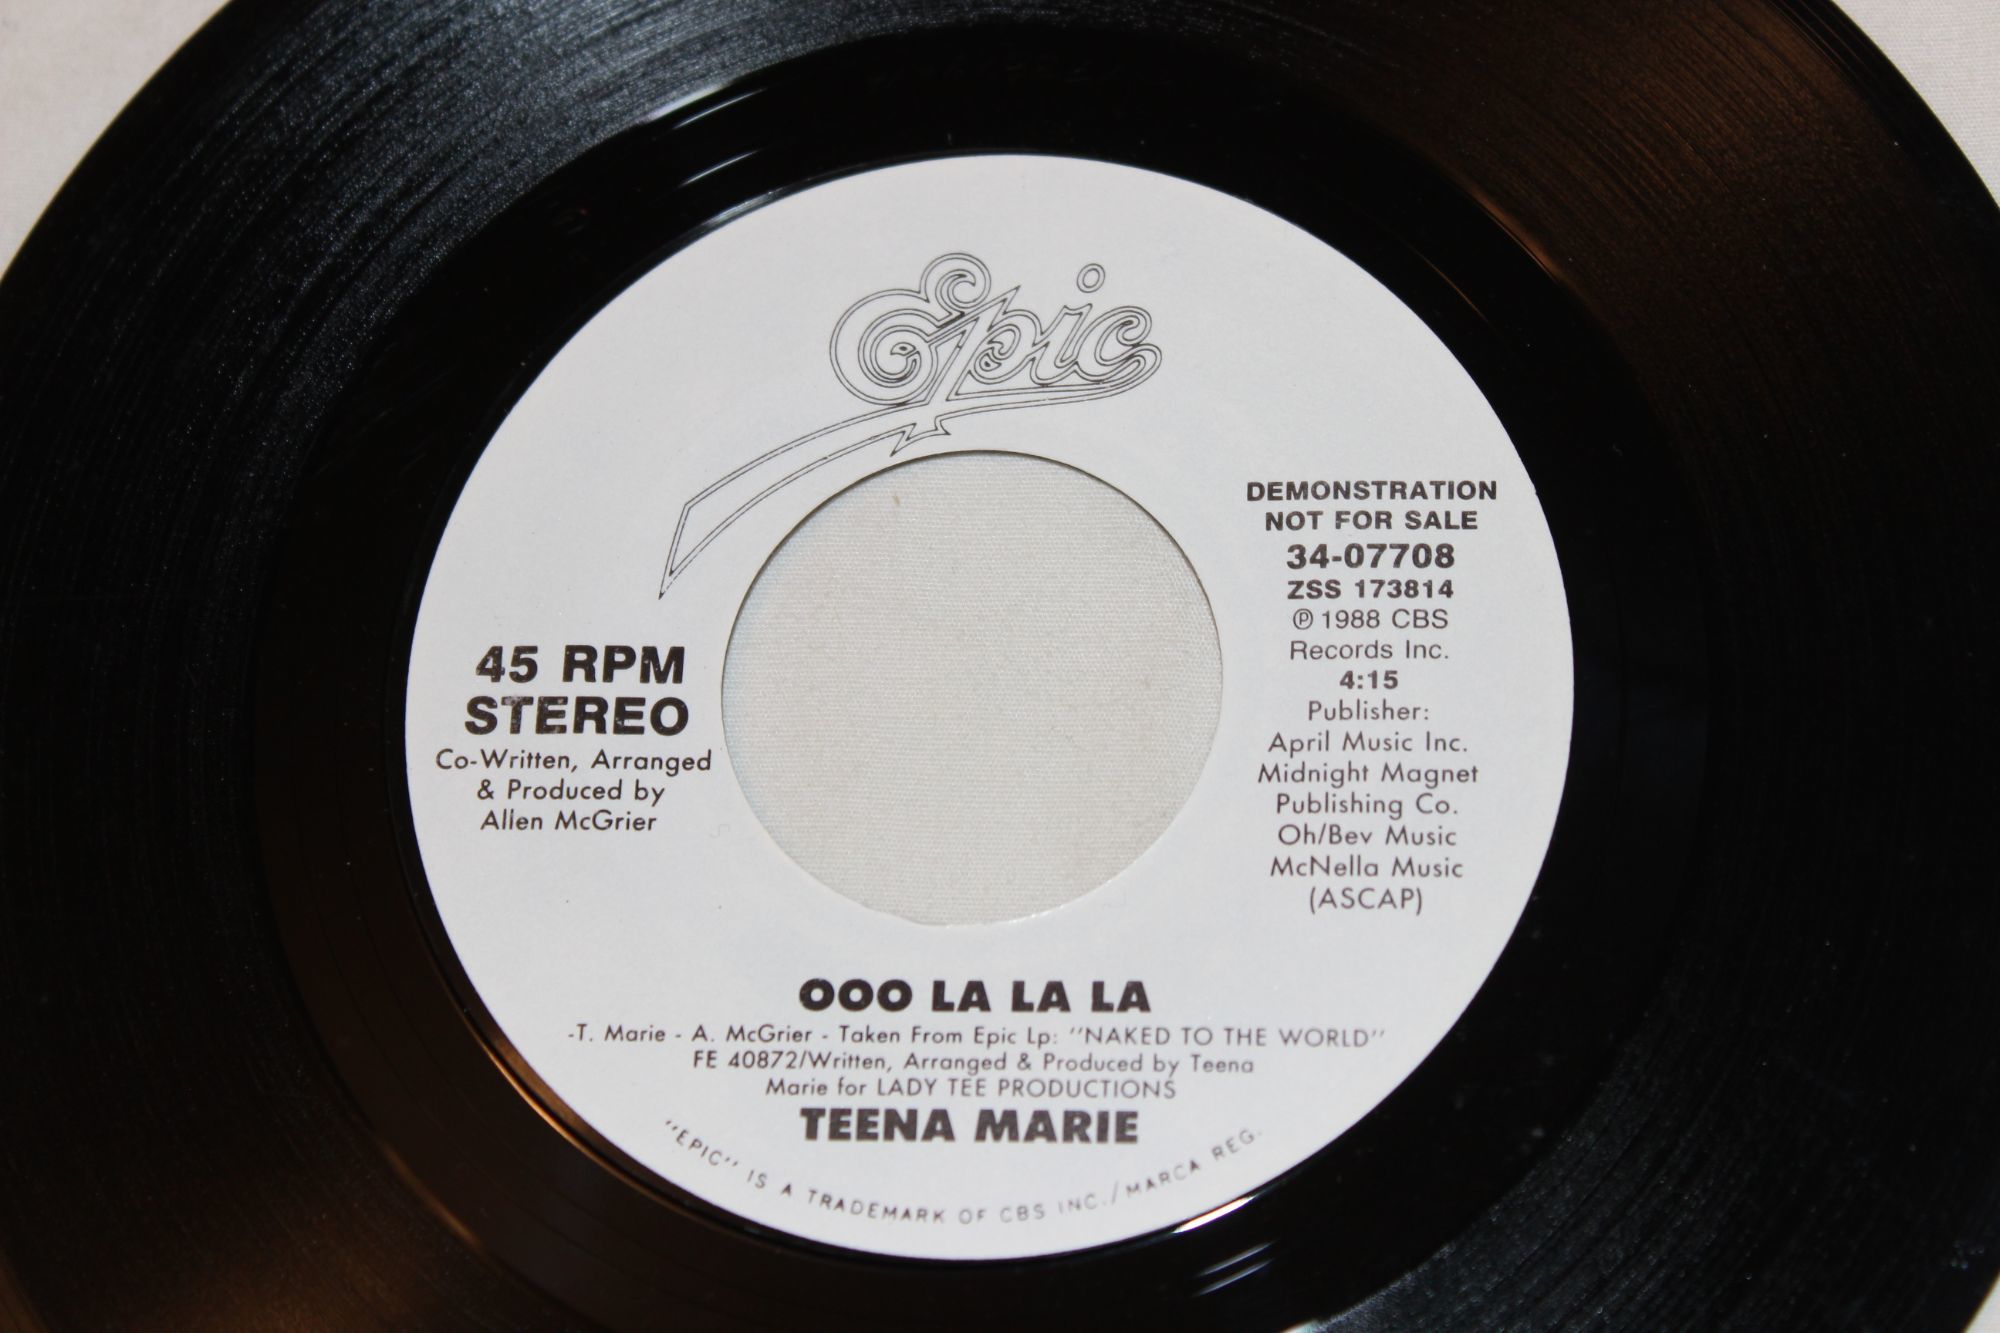 Epic
DEMONSTRATION
NOT FOR SALE
34-07708
ZSS 173814
℗ 1988 CBS
Records Inc.
4:15
Publisher:
April Music Inc.
Midnight Magnet
Publishing Co.
Oh/Bev Music
McNella Music
(ASCAP)
45 RPM
STEREO
Co-Written, Arranged
& Produced by
Allen McGrier
OOO LA LA LA
-T. Marie - A. McGrier - Taken From Epic Lp: "NAKED TO THE WORLD"
FE 40872/Written, Arranged & Produced by Teena
Marie for LADY TEE PRODUCTIONS
TEENA MARIE
"EPIC" IS A TRADEMARK OF CBS INC./MARCA REG.